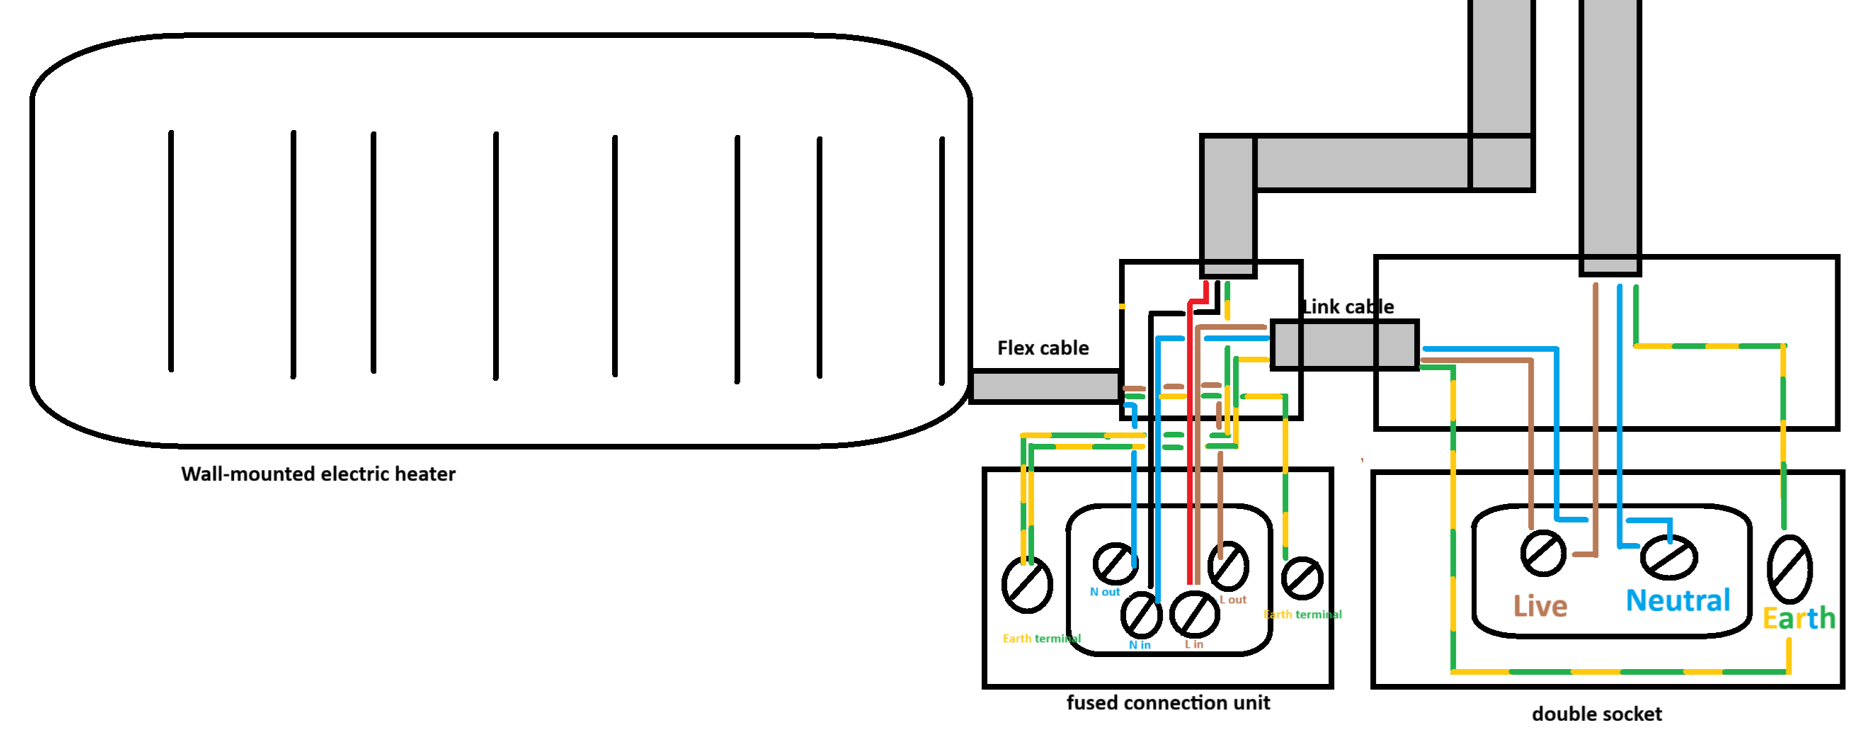 Link cable
Flex cable
Wall-mounted electric heater
N out
L out
Earth terminal
Earth terminal
N in
L in
Live
Neutral
Earth
fused connection unit
double socket